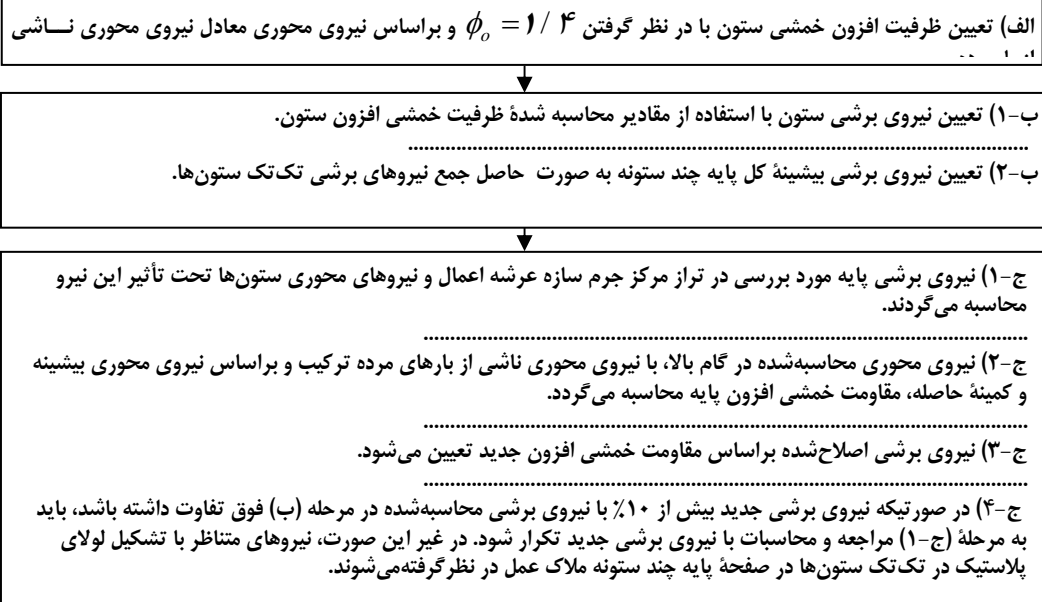 الف) تعیین ظرفیت افزون خمشی ستون با در نظر گرفتن ϕₒ = ۱/۴ و براساس نیروی محوری معادل نیروی محوری نـــاشی
ب-۱) تعیین نیروی برشی ستون با استفاده از مقادیر محاسبه شدۀ ظرفیت خمشی افزون ستون.
ب-۲) تعیین نیروی برشی بیشینۀ کل پایه چند ستونه به صورت حاصل جمع نیروهای برشی تک‌تک ستون‌ها.
ج-۱) نیروی برشی پایه مورد بررسی در تراز مرکز جرم سازه عرشه اعمال و نیروهای محوری ستون‌ها تحت تأثیر این نیرو
محاسبه می‌گردند.
ج-۲) نیروی محوری محاسبه‌شده در گام بالا، با نیروی محوری ناشی از بارهای مرده ترکیب و براساس نیروی محوری بیشینه
و کمینۀ حاصله، مقاومت خمشی افزون پایه محاسبه می‌گردد.
ج-۳) نیروی برشی اصلاح‌شده براساس مقاومت خمشی افزون جدید تعیین می‌شود.
ج-۴) در صورتیکه نیروی برشی جدید بیش از ۱۰٪ با نیروی برشی محاسبه‌شده در مرحله (ب) فوق تفاوت داشته باشد، باید
به مرحلۀ (ج-۱) مراجعه و محاسبات با نیروی برشی جدید تکرار شود. در غیر این صورت، نیروهای متناظر با تشکیل لولای
پلاستیک در تک‌تک ستون‌ها در صفحۀ پایه چند ستونه ملاک عمل در نظرگرفته‌می‌شوند.